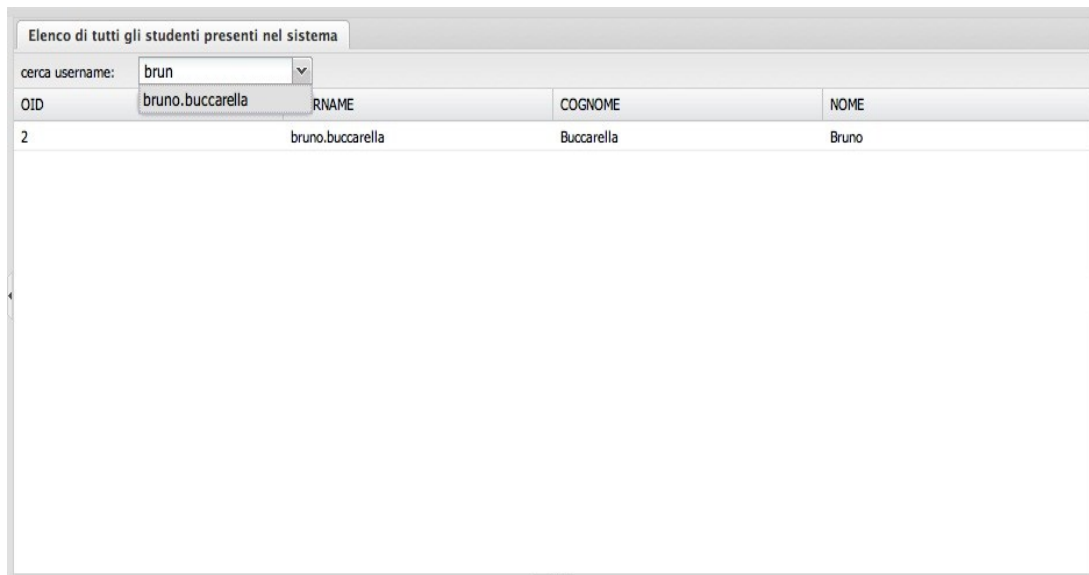 Elenco di tutti gli studenti presenti nel sistema
cerca username: brun
bruno.buccarella
OID RNAME COGNOME NOME
2 bruno.buccarella Buccarella Bruno